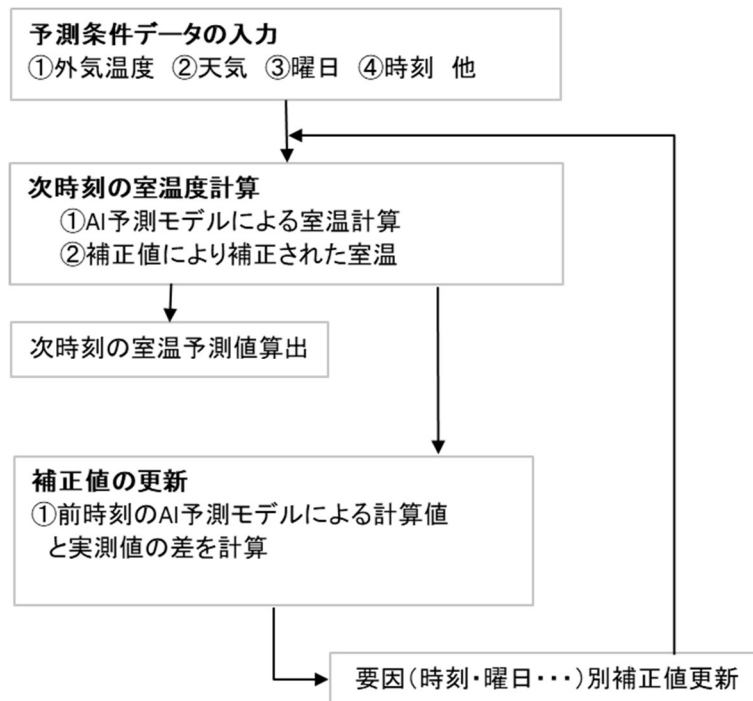 予測条件データの入力
①外気温度 ②天気 ③曜日 ④時刻 他
次時刻の室温度計算
①AI予測モデルによる室温計算
②補正値により補正された室温
次時刻の室温予測値算出
補正値の更新
①前時刻のAI予測モデルによる計算値
と実測値の差を計算
要因(時刻・曜日・・・)別補正値更新